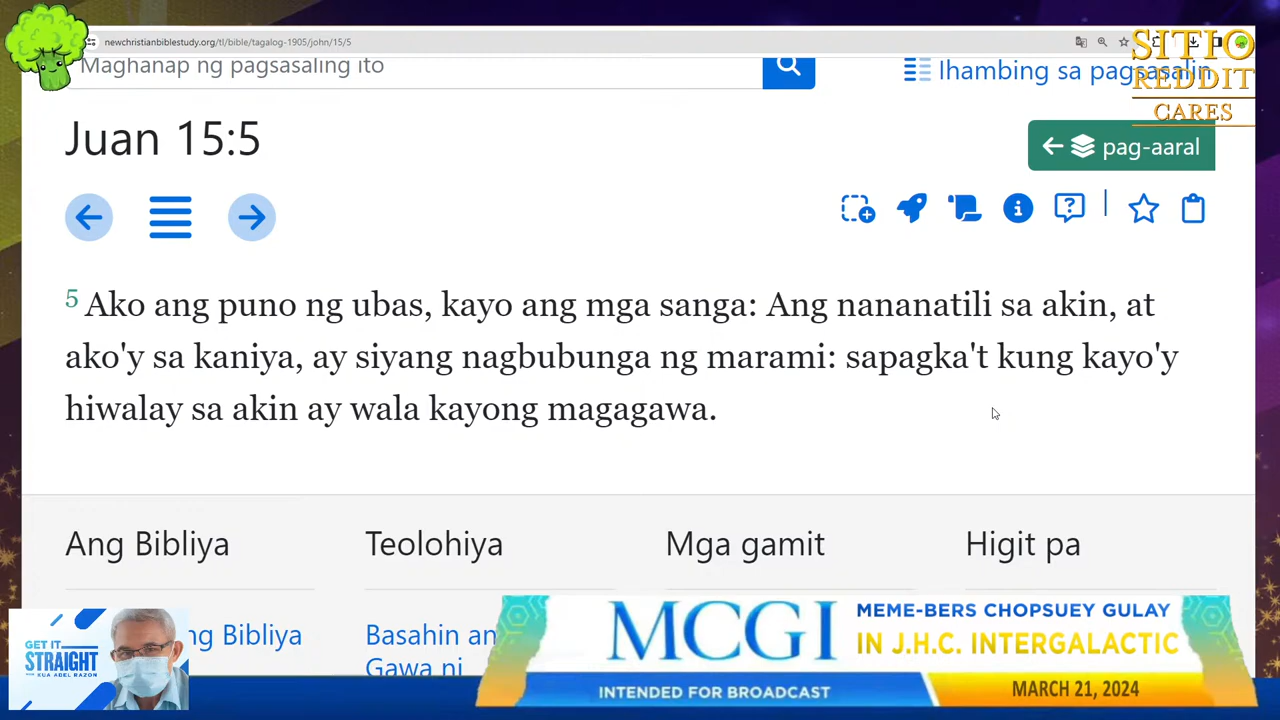 newchristianbiblestudy.org/tl/bible/tagalog-1905/john/15/5
SITIO
REDDIT
CARES
Maghanap ng pagsasaling ito
Ihambing sa pagsasalin
Juan 15:5
pag-aaral
5 Ako ang puno ng ubas, kayo ang mga sanga: Ang nananatili sa akin, at
ako'y sa kaniya, ay siyang nagbubunga ng marami: sapagka't kung kayo'y
hiwalay sa akin ay wala kayong magagawa.
Ang Bibliya
Teolohiya
Mga gamit
Higit pa
ng Bibliya
Basahin an
Gawa ni
GET IT
STRAIGHT
KUYA ADEL RAZON
MCGI
MEME-BERS CHOPSUEY GULAY
IN J.H.C. INTERGALACTIC
INTENDED FOR BROADCAST
MARCH 21, 2024